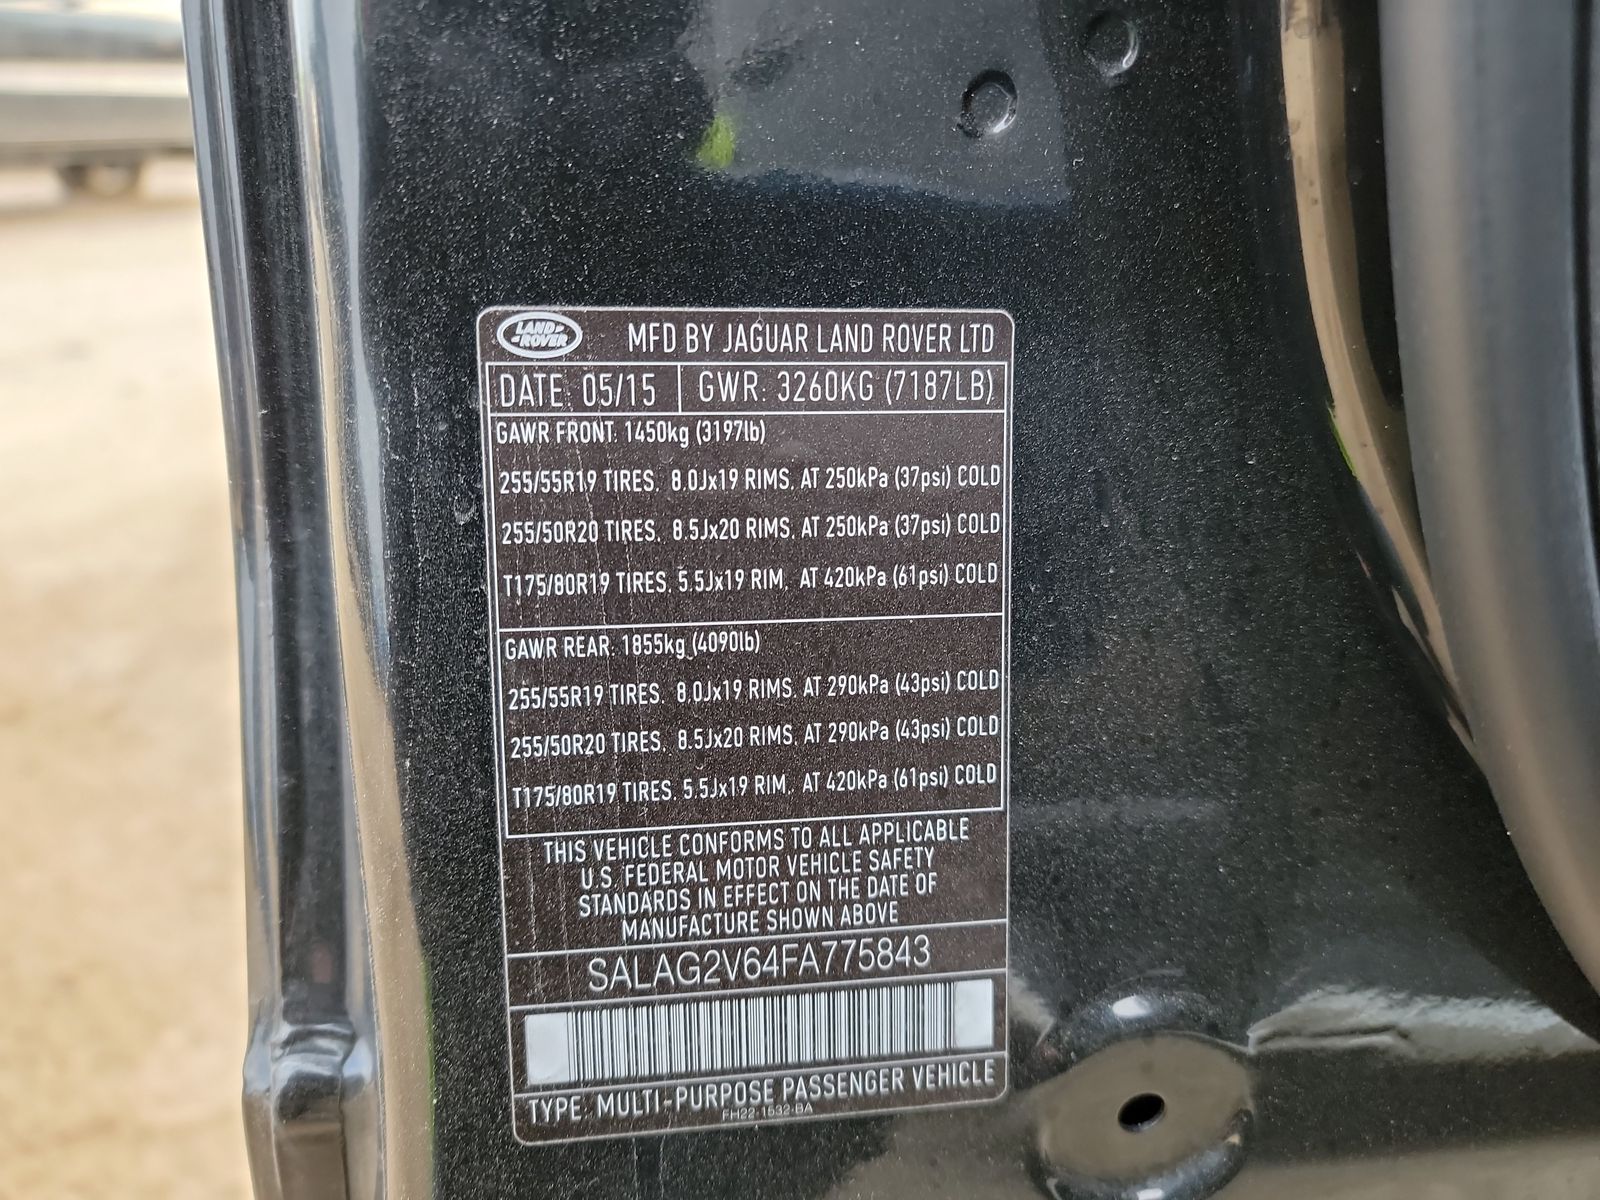 LAND ROVER
MFD BY JAGUAR LAND ROVER LTD
DATE: 05/15 GWR: 3260KG (7187LB)
GAWR FRONT: 1450kg (3197lb)
255/55R19 TIRES, 8.0Jx19 RIMS, AT 250kPa (37psi) COLD
255/50R20 TIRES, 8.5Jx20 RIMS, AT 250kPa (37psi) COLD
T175/80R19 TIRES, 5.5Jx19 RIM, AT 420kPa (61psi) COLD
GAWR REAR: 1855kg (4090lb)
255/55R19 TIRES, 8.0Jx19 RIMS, AT 290kPa (43psi) COLD
255/50R20 TIRES, 8.5Jx20 RIMS, AT 290kPa (43psi) COLD
T175/80R19 TIRES, 5.5Jx19 RIM, AT 420kPa (61psi) COLD
THIS VEHICLE CONFORMS TO ALL APPLICABLE
U.S. FEDERAL MOTOR VEHICLE SAFETY
STANDARDS IN EFFECT ON THE DATE OF
MANUFACTURE SHOWN ABOVE
SALAG2V64FA775843
TYPE: MULTI-PURPOSE PASSENGER VEHICLE
FH22-1532-BA